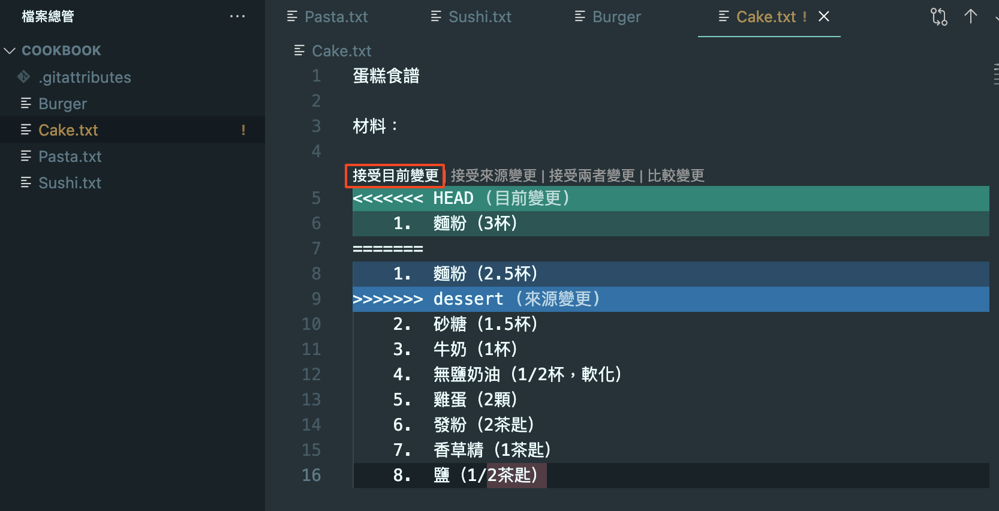 檔案總管 ···
COOKBOOK
.gitattributes
Burger
Cake.txt !
Pasta.txt
Sushi.txt
Pasta.txt Sushi.txt Burger Cake.txt !
Cake.txt
1 蛋糕食譜
2
3 材料：
4
接受目前變更 | 接受來源變更 | 接受兩者變更 | 比較變更
5 <<<<<<< HEAD (目前變更)
6 1. 麵粉（3杯）
7 =======
8 1. 麵粉（2.5杯）
9 >>>>>>> dessert (來源變更)
10 2. 砂糖（1.5杯）
11 3. 牛奶（1杯）
12 4. 無鹽奶油（1/2杯，軟化）
13 5. 雞蛋（2顆）
14 6. 發粉（2茶匙）
15 7. 香草精（1茶匙）
16 8. 鹽（1/2茶匙）